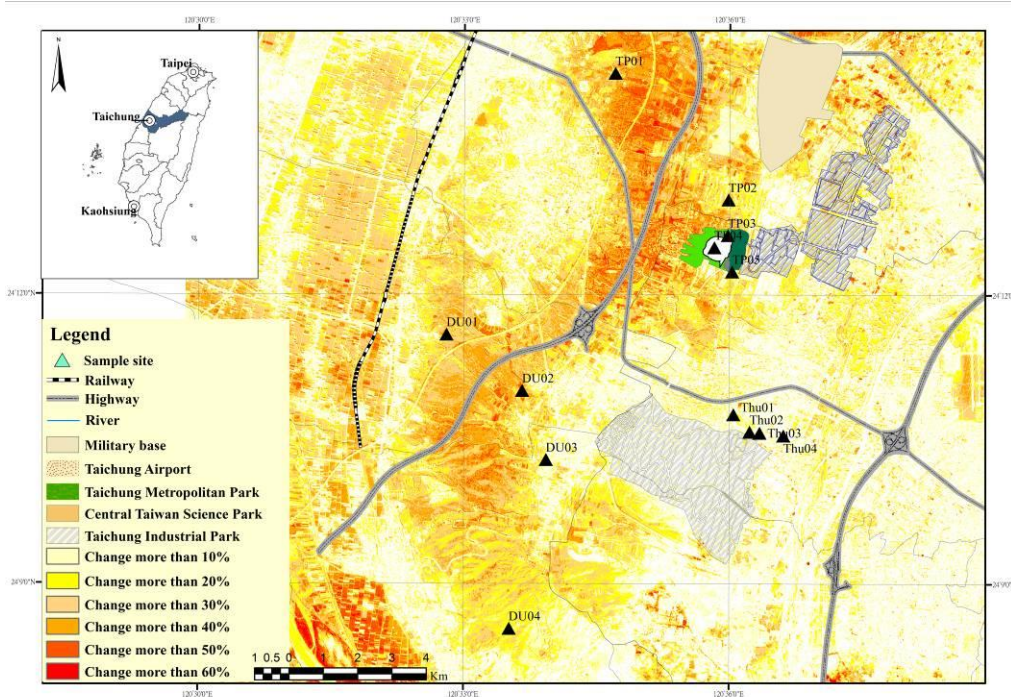 120°30'0"E
120°33'0"E
120°36'0"E
N
Taipei
Taichung
Kaohsiung
TP01
TP02
TP03
TP04
TP05
24°12'0"N
24°12'0"N
DU01
DU02
DU03
DU04
Thu01
Thu02
Thu03
Thu04
Legend
Sample site
Railway
Highway
River
Military base
Taichung Airport
Taichung Metropolitan Park
Central Taiwan Science Park
Taichung Industrial Park
Change more than 10%
Change more than 20%
Change more than 30%
Change more than 40%
Change more than 50%
Change more than 60%
24°9'0"N
24°9'0"N
1 0.5 0 1 2 3 4
Km
120°30'0"E
120°36'0"E